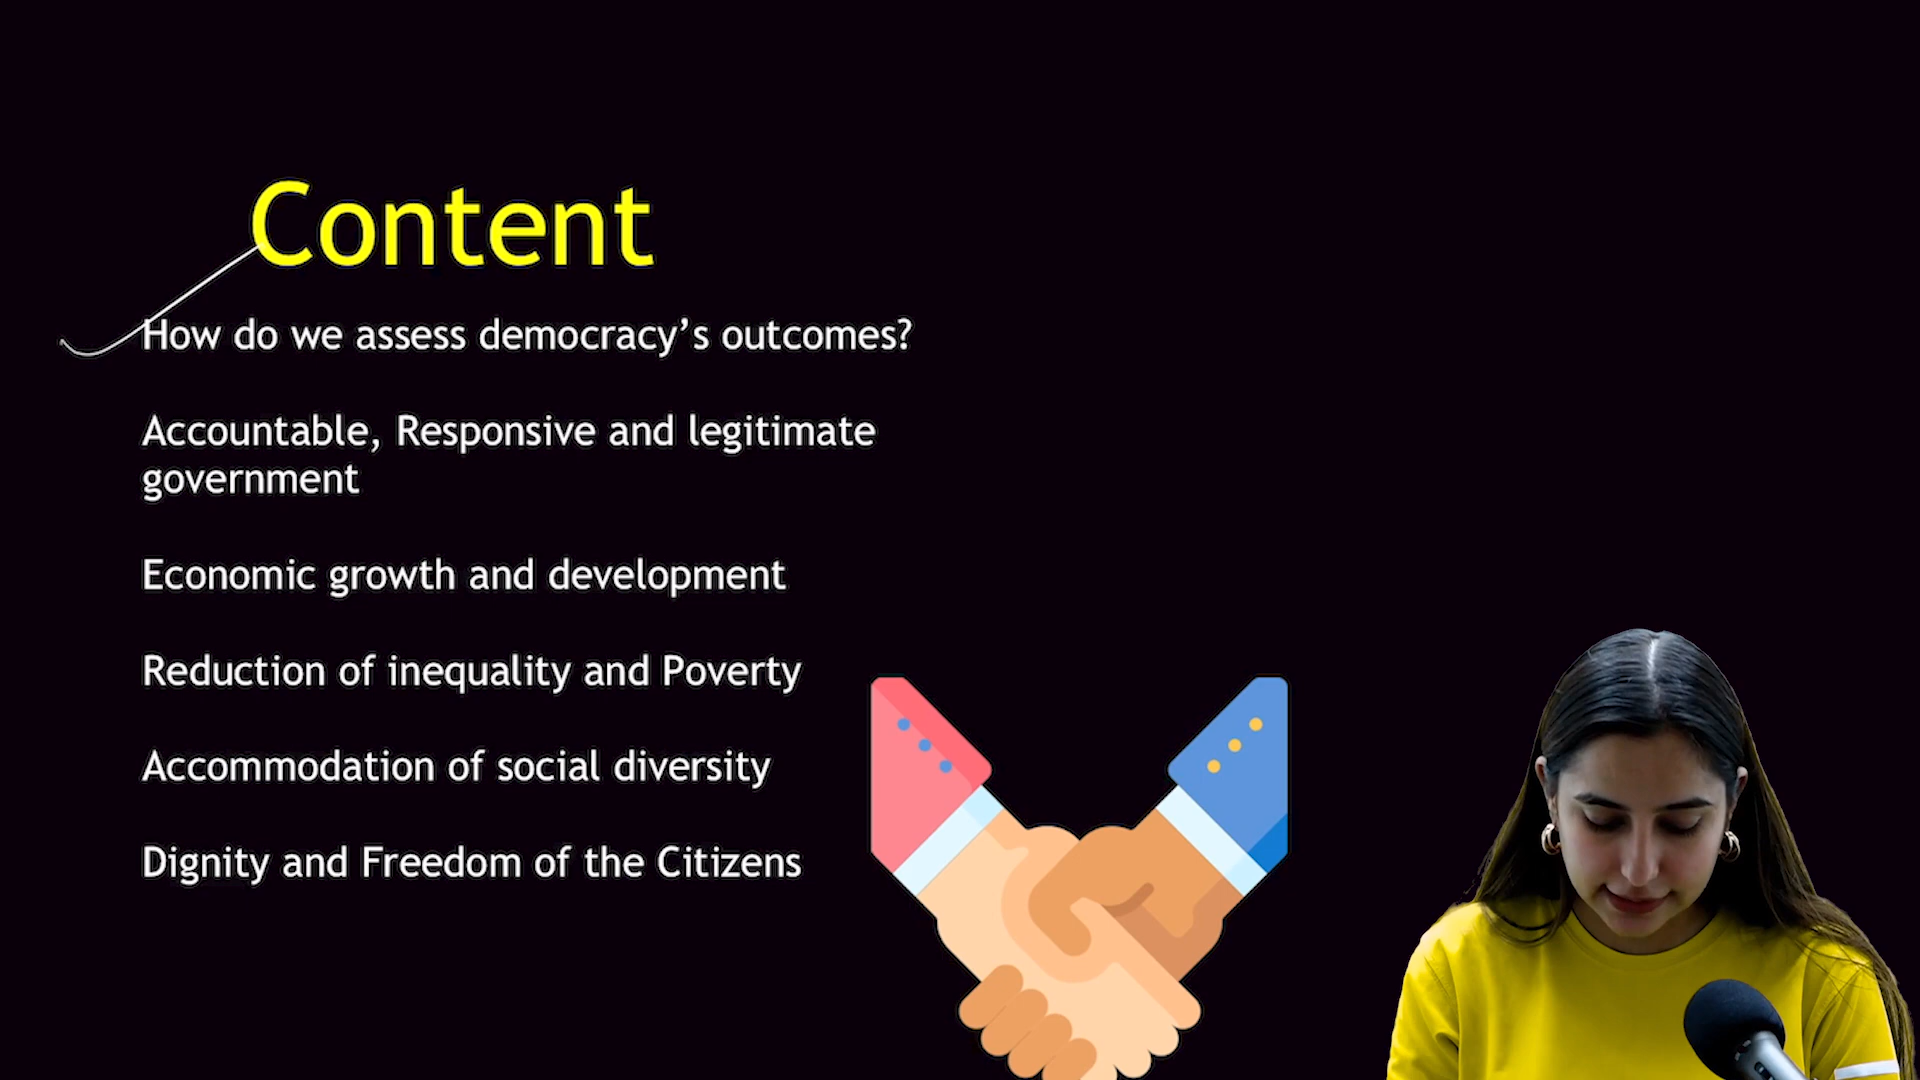 Content
How do we assess democracy’s outcomes?
Accountable, Responsive and legitimate
government
Economic growth and development
Reduction of inequality and Poverty
Accommodation of social diversity
Dignity and Freedom of the Citizens